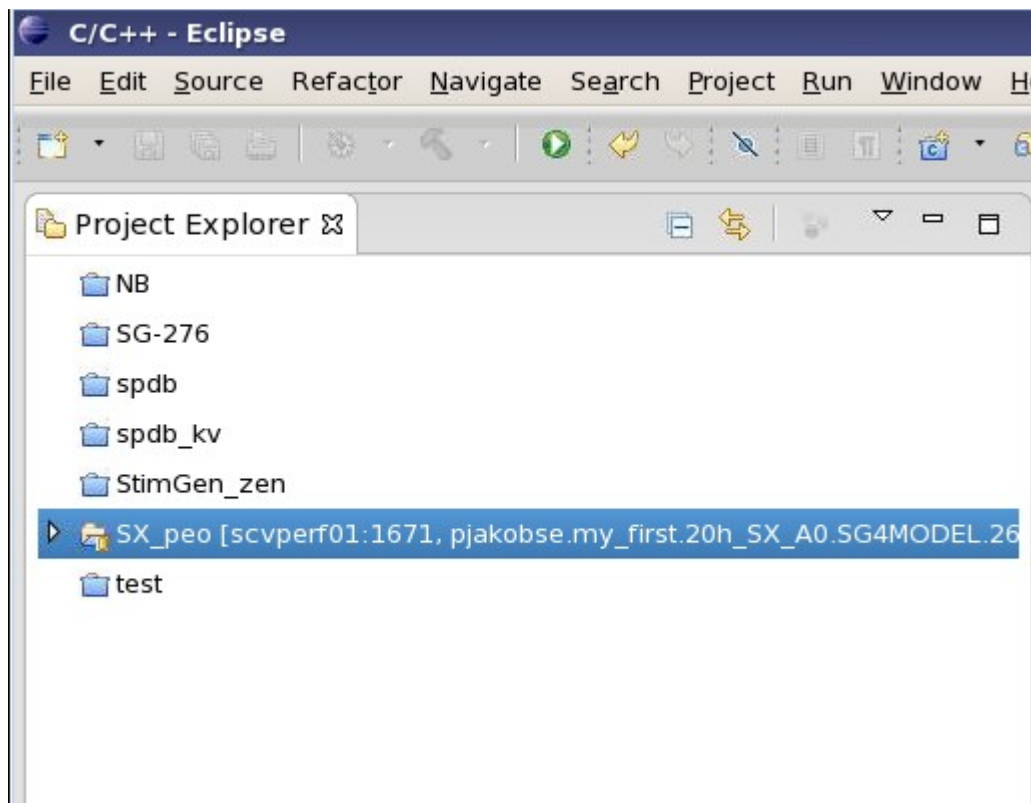 C/C++ - Eclipse
File Edit Source Refactor Navigate Search Project Run Window
Project Explorer
NB
SG-276
spdb
spdb_kv
StimGen_zen
SX_peo [scvperf01:1671, pjakobse.my_first.20h_SX_A0.SG4MODEL.26
test